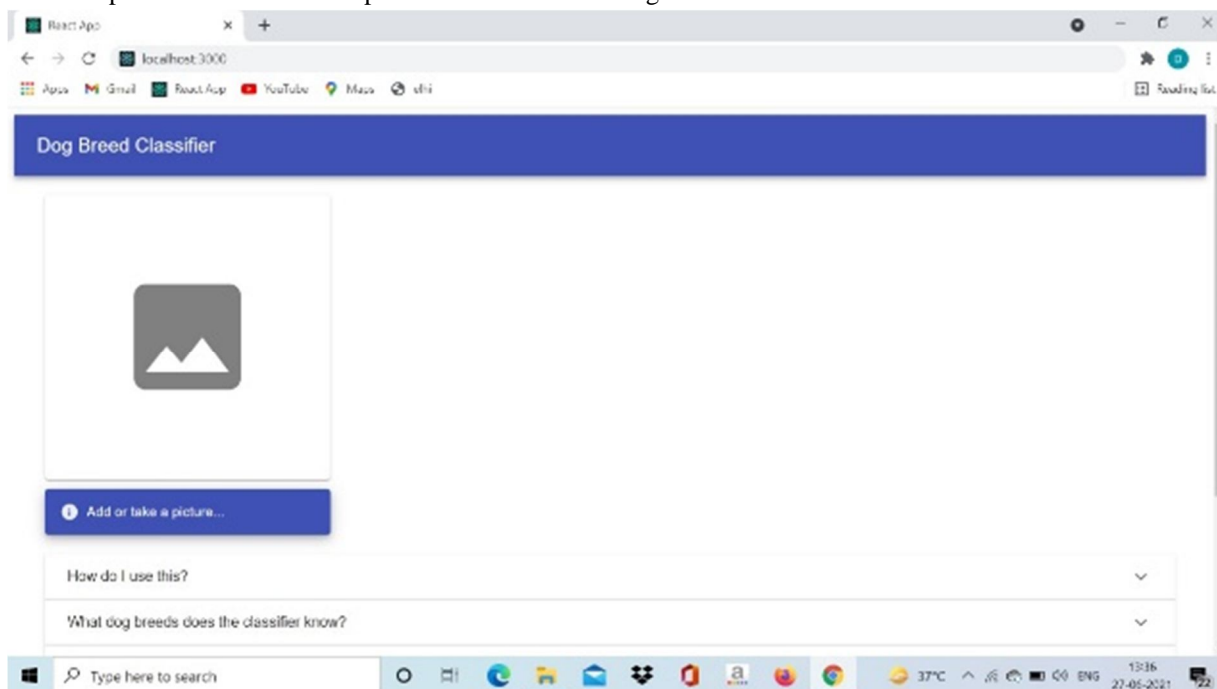 React App
localhost:3000
Apps Gmail React App YouTube Maps Reading list
Dog Breed Classifier
Add or take a picture...
How do I use this?
What dog breeds does the classifier know?
Type here to search
a
37°C ENG
13:36
27-06-2021
22